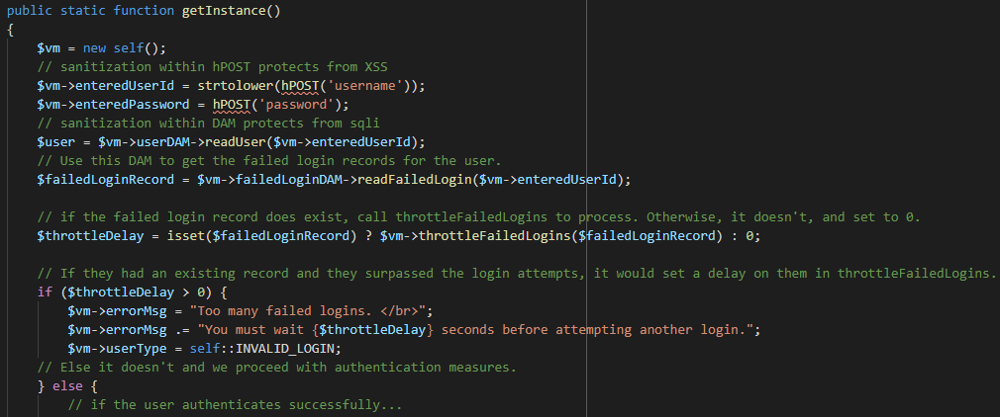 public static function getInstance()
{
$vm = new self();
// sanitization within hPOST protects from XSS
$vm->enteredUserId = strtolower(hPOST('username'));
$vm->enteredPassword = hPOST('password');
// sanitization within DAM protects from sqli
$user = $vm->userDAM->readUser($vm->enteredUserId);
// Use this DAM to get the failed login records for the user.
$failedLoginRecord = $vm->failedLoginDAM->readFailedLogin($vm->enteredUserId);
// if the failed login record does exist, call throttleFailedLogins to process. Otherwise, it doesn't, and set to 0.
$throttleDelay = isset($failedLoginRecord) ? $vm->throttleFailedLogins($failedLoginRecord) : 0;
// If they had an existing record and they surpassed the login attempts, it would set a delay on them in throttleFailedLogins.
if ($throttleDelay > 0) {
$vm->errorMsg = "Too many failed logins. </br>";
$vm->errorMsg .= "You must wait {$throttleDelay} seconds before attempting another login.";
$vm->userType = self::INVALID_LOGIN;
// Else it doesn't and we proceed with authentication measures.
} else {
// if the user authenticates successfully...